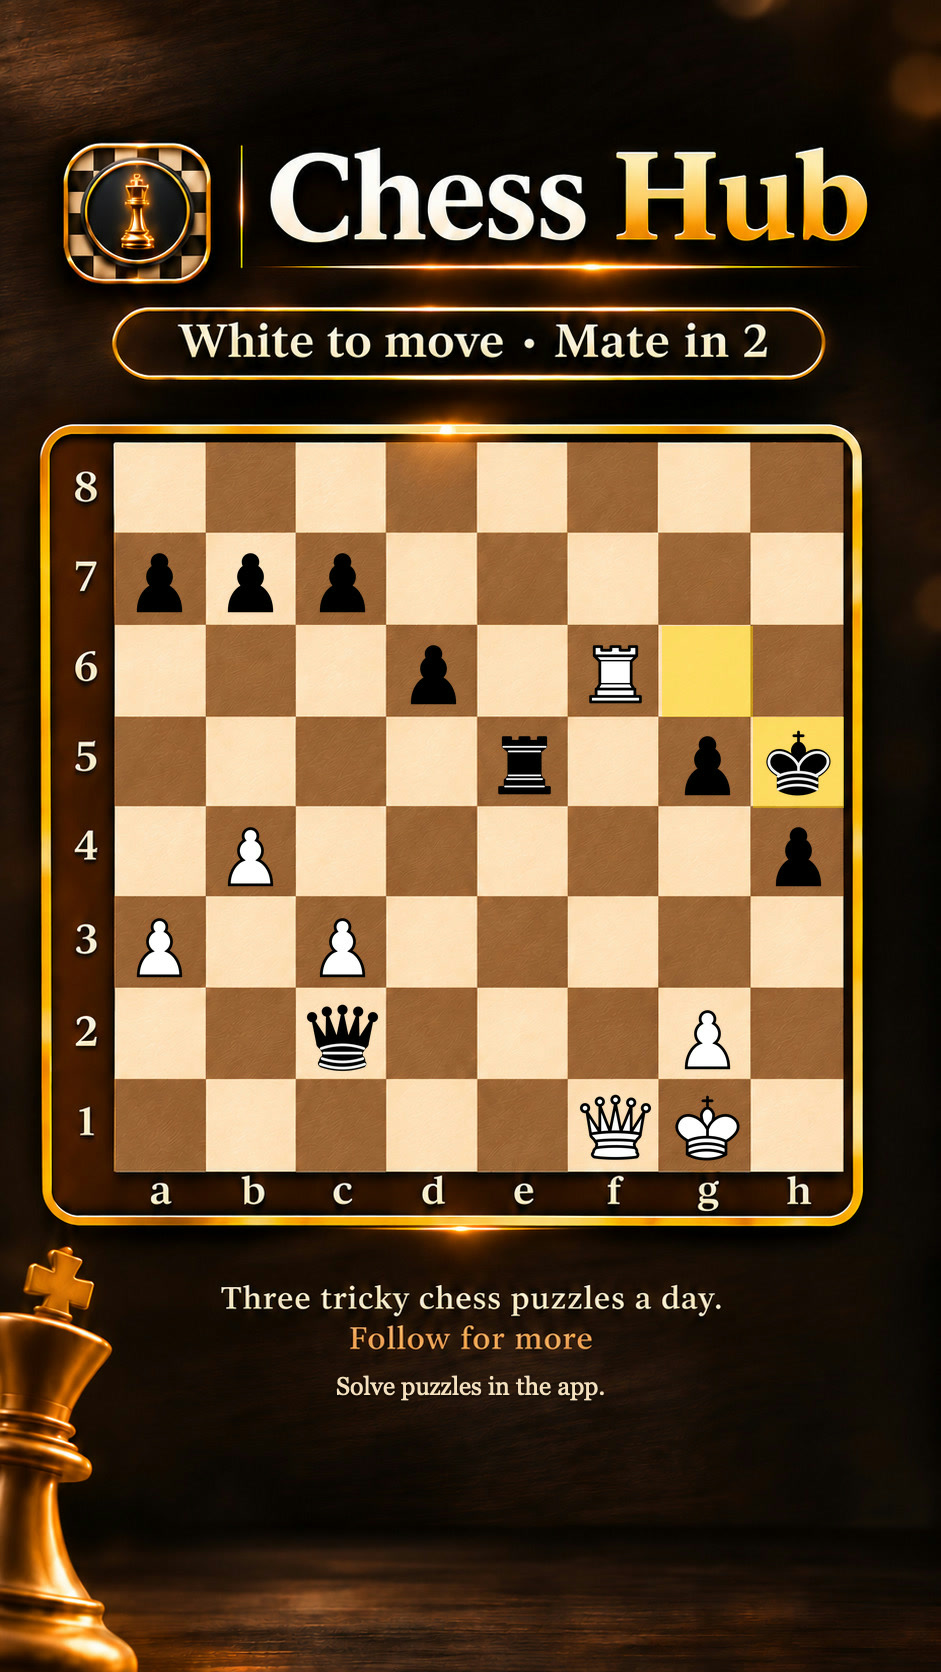 Chess Hub
White to move • Mate in 2
8
7
6
5
4
3
2
1
a b c d e f g h
Three tricky chess puzzles a day.
Follow for more
Solve puzzles in the app.